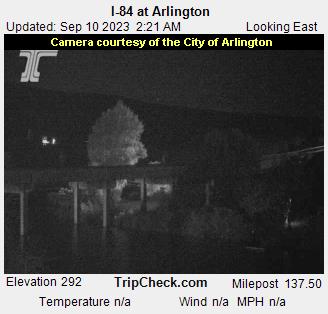 I-84 at Arlington
Updated: Sep 10 2023 2:21 AM Looking East
Camera courtesy of the City of Arlington
Elevation 292 TripCheck.com Milepost 137.50
Temperature n/a Wind n/a MPH n/a